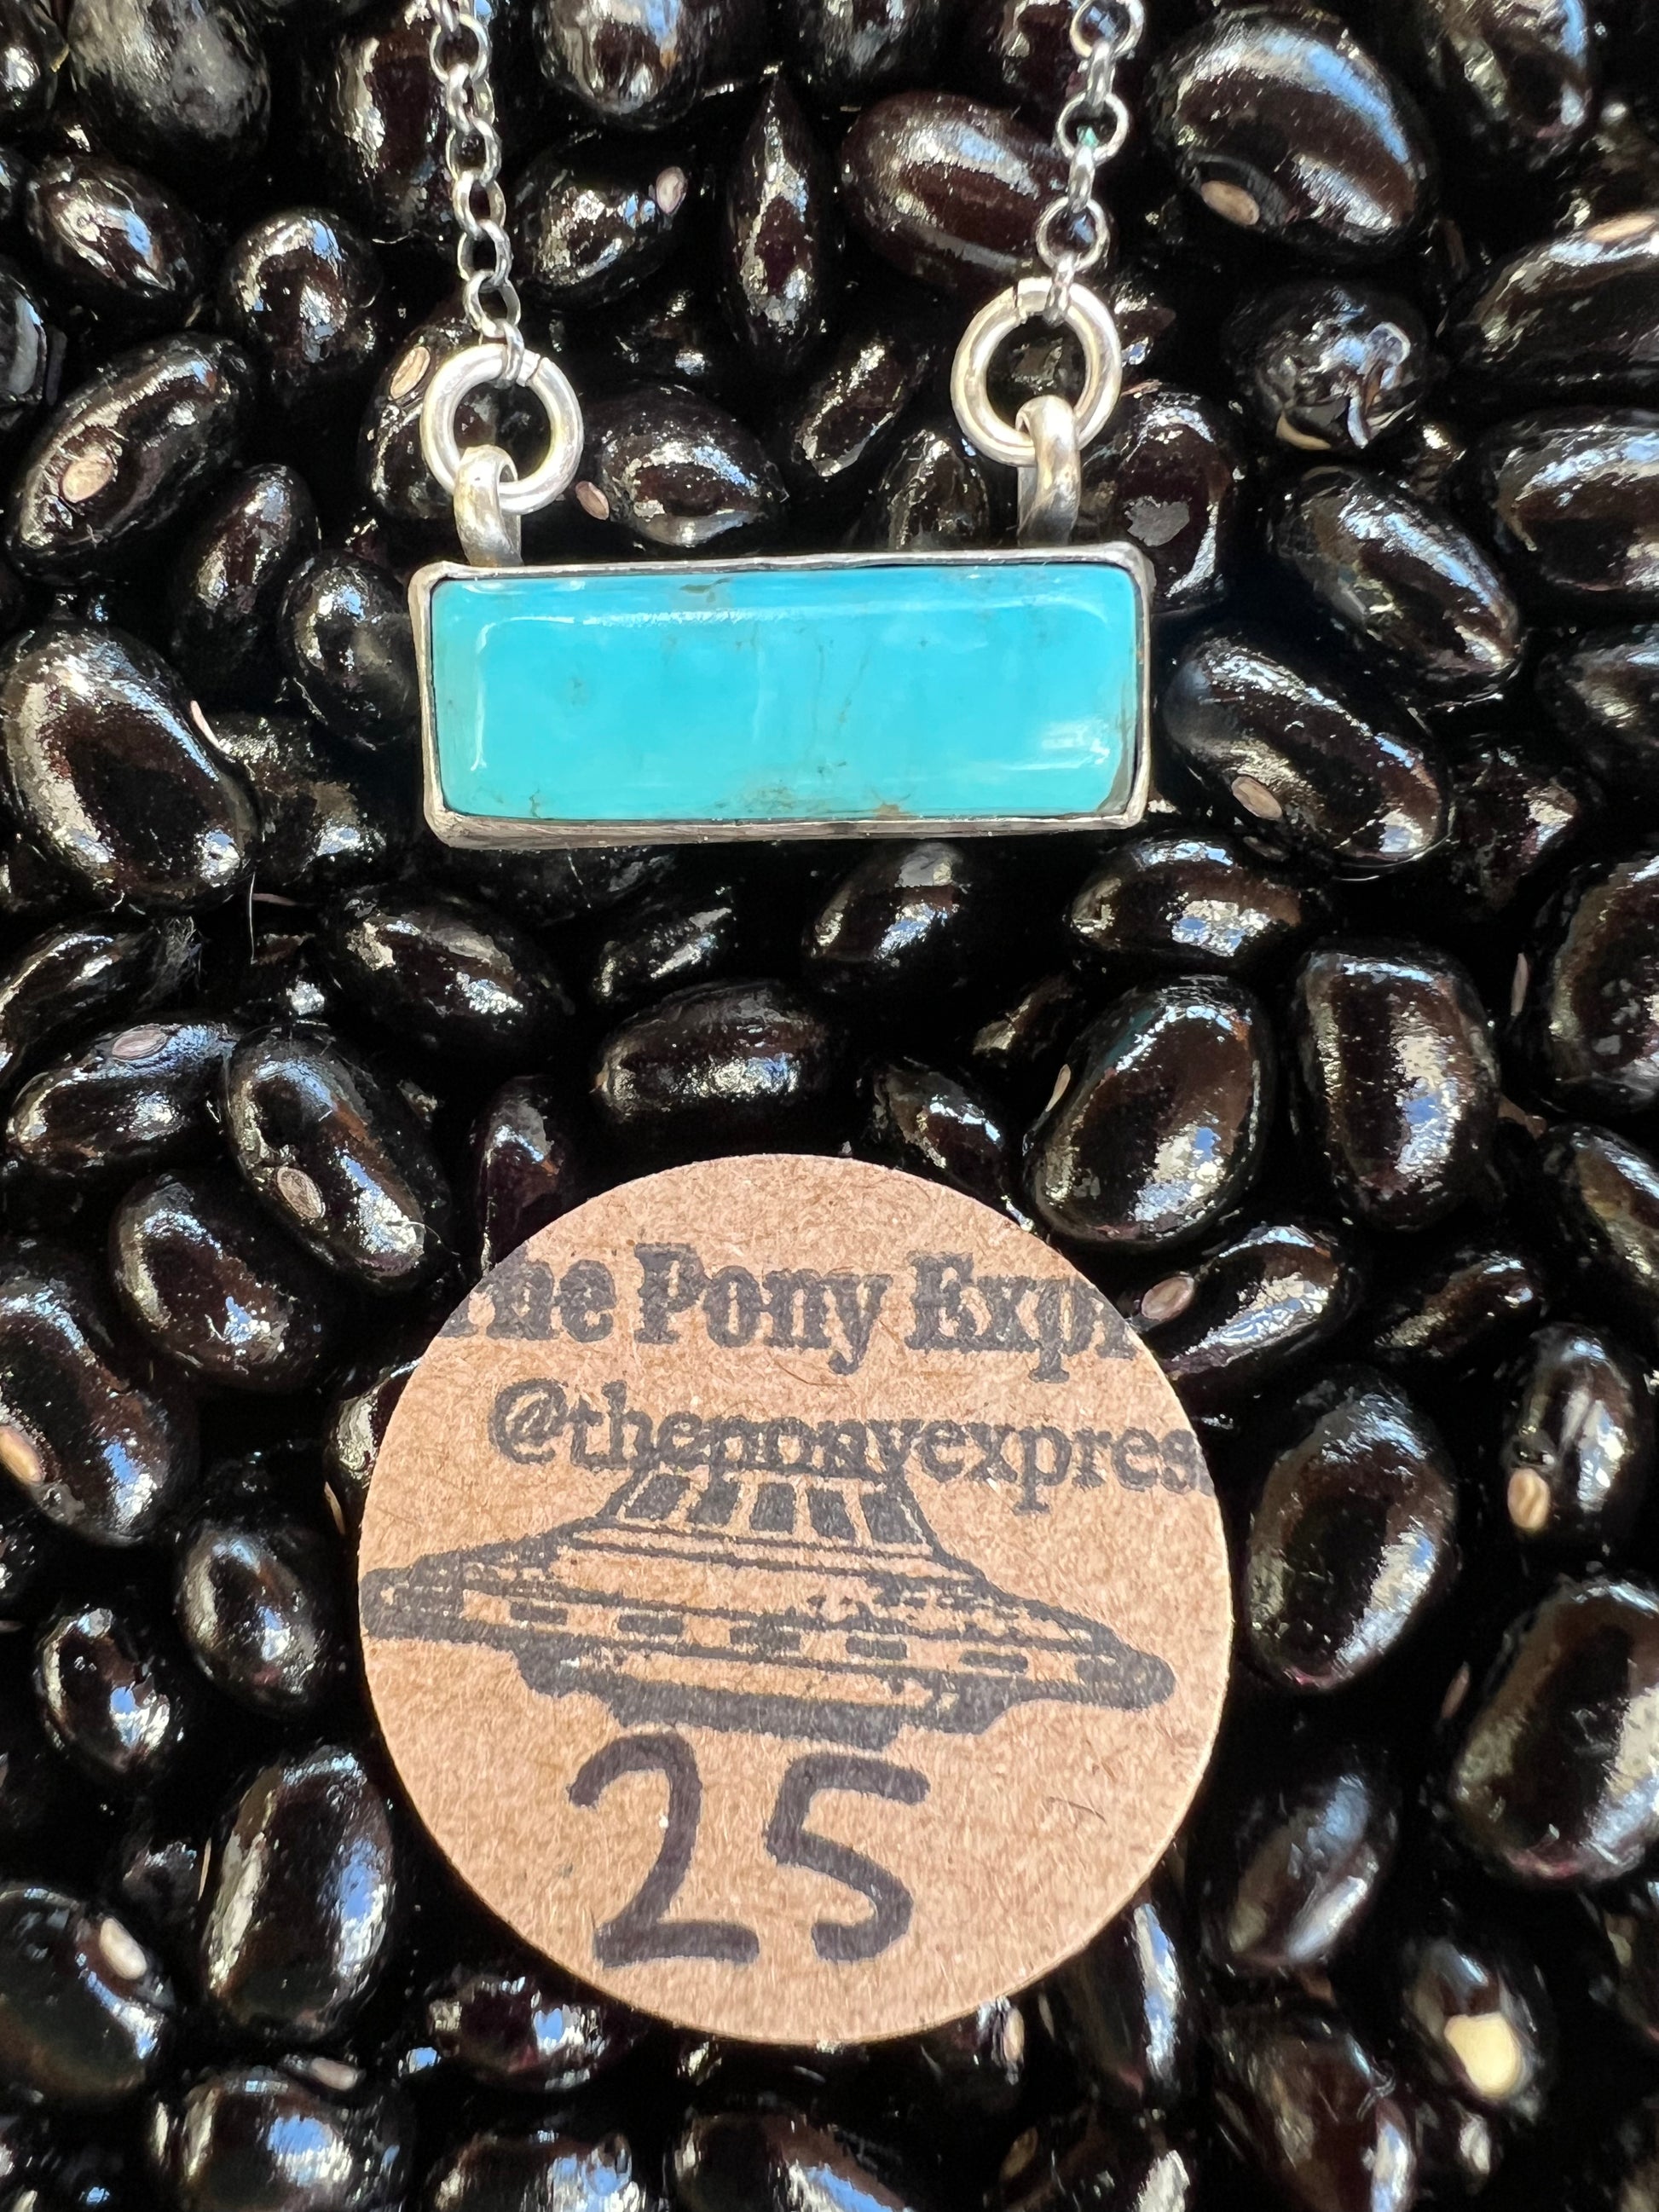 The Pony Expr
@theponyexpres
25